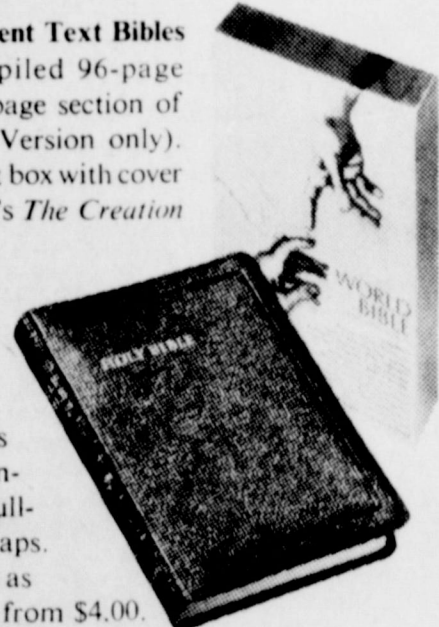 ent Text Bibles
piled 96-page
page section of
Version only).
box with cover
's The Creation
WORLD
BIBLE
HOLY BIBLE
s
n-
ull-
aps.
as
from $4.00.